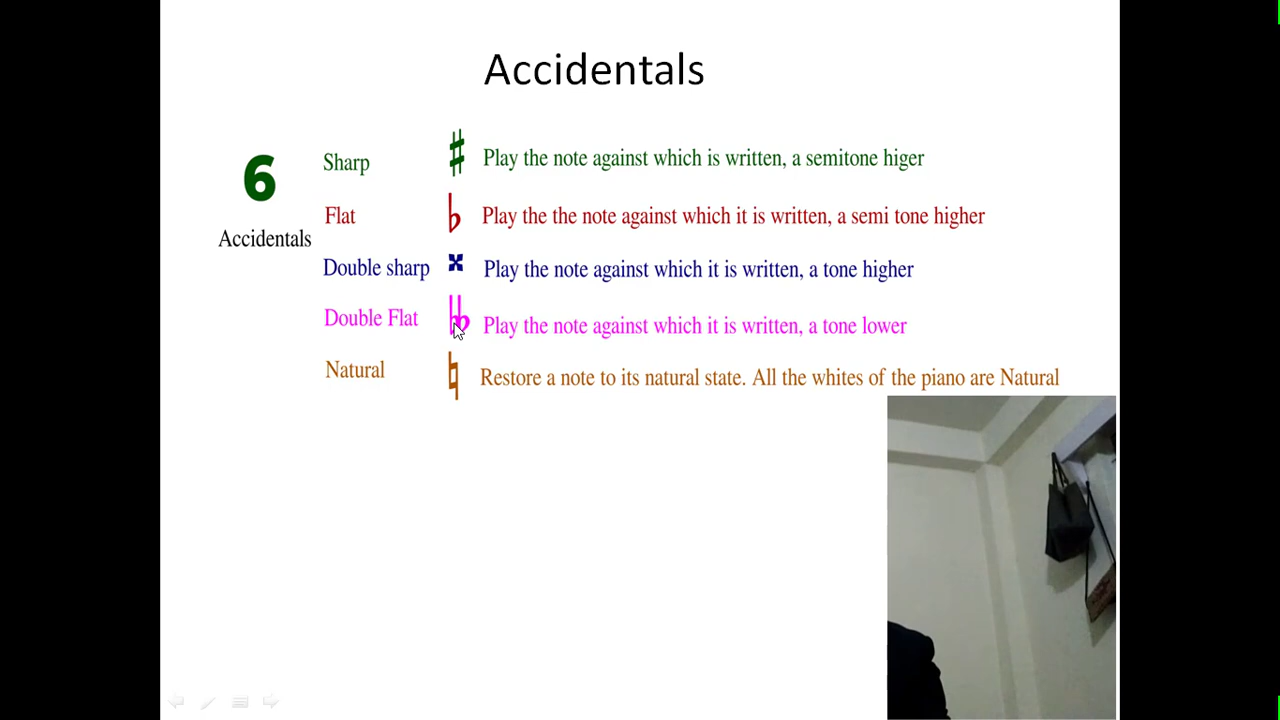 Accidentals
6
Accidentals
Sharp ♯ Play the note against which is written, a semitone higer
Flat ♭ Play the the note against which it is written, a semi tone higher
Double sharp 𝄪 Play the note against which it is written, a tone higher
Double Flat 𝄫 Play the note against which it is written, a tone lower
Natural ♮ Restore a note to its natural state. All the whites of the piano are Natural